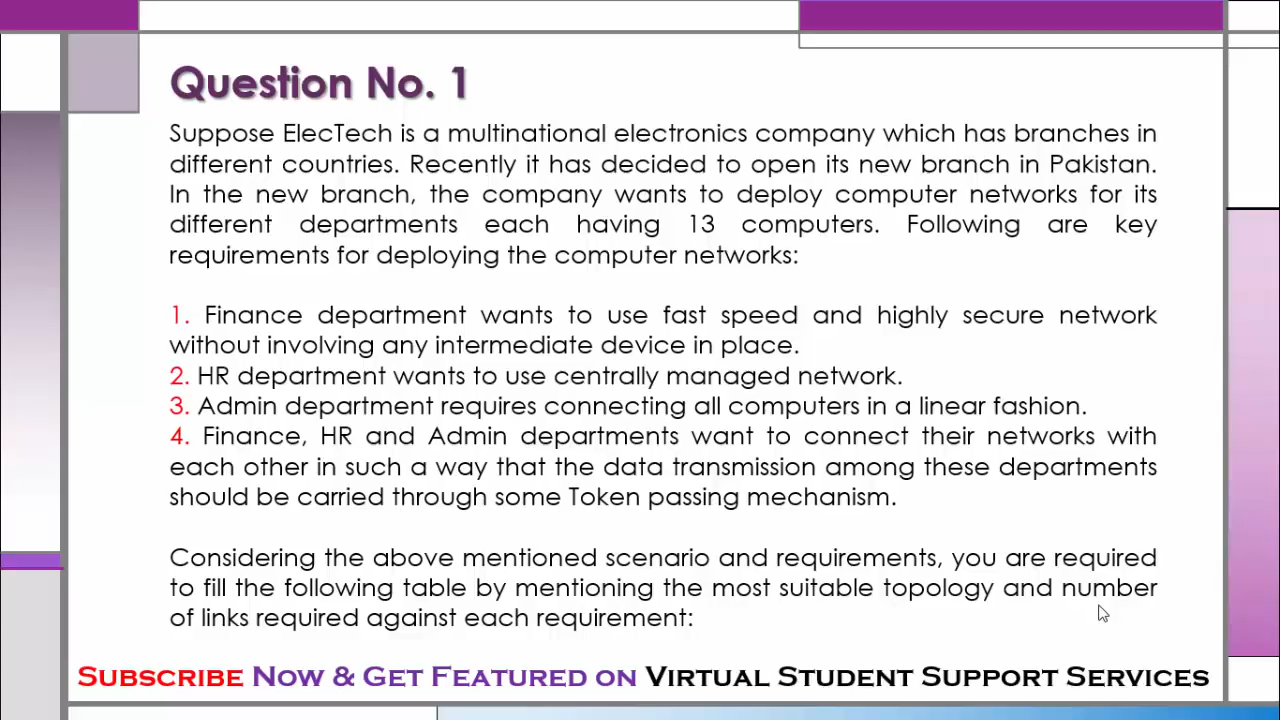 Question No. 1
Suppose ElecTech is a multinational electronics company which has branches in
different countries. Recently it has decided to open its new branch in Pakistan.
In the new branch, the company wants to deploy computer networks for its
different departments each having 13 computers. Following are key
requirements for deploying the computer networks:
1. Finance department wants to use fast speed and highly secure network
without involving any intermediate device in place.
2. HR department wants to use centrally managed network.
3. Admin department requires connecting all computers in a linear fashion.
4. Finance, HR and Admin departments want to connect their networks with
each other in such a way that the data transmission among these departments
should be carried through some Token passing mechanism.
Considering the above mentioned scenario and requirements, you are required
to fill the following table by mentioning the most suitable topology and number
of links required against each requirement:
Subscribe Now & Get Featured on Virtual Student Support Services